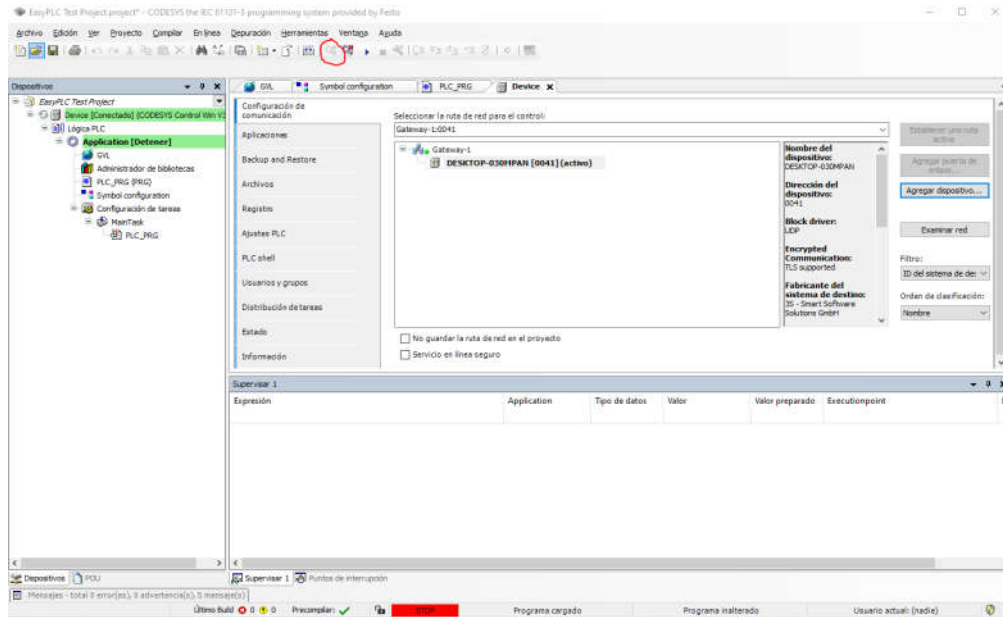 EasyPLC Test Project.project* - CODESYS the IEC 61131-3 programming system provided by Festo
Archivo Edición Ver Proyecto Compilar En línea Depuración Herramientas Ventana Ayuda
Dispositivos
EasyPLC Test Project
Device [Conectado] (CODESYS Control Win V3
Lógica PLC
Application [Detener]
GVL
Administrador de bibliotecas
PLC_PRG (PRG)
Symbol configuration
Configuración de tareas
MainTask
PLC_PRG
Dispositivos POU
GVL Symbol configuration PLC_PRG Device
Configuración de comunicación
Aplicaciones
Backup and Restore
Archivos
Registro
Ajustes PLC
PLC shell
Usuarios y grupos
Distribución de tareas
Estado
Información
Seleccionar la ruta de red para el control:
Gateway-1:0041
Gateway-1
DESKTOP-030MPAN [0041] (activo)
Nombre del
dispositivo:
DESKTOP-030MPAN
Dirección del
dispositivo:
0041
Block driver:
UDP
Encrypted
Communication:
TLS supported
Fabricante del
sistema de destino:
3S - Smart Software
Solutions GmbH
Establecer una ruta
activa
Agregar puerta de
enlace...
Agregar dispositivo...
Examinar red
Filtro:
ID del sistema de des
Orden de clasificación:
Nombre
No guardar la ruta de red en el proyecto
Servicio en línea seguro
Supervisar 1
Expresión Application Tipo de datos Valor Valor preparado Executionpoint
Supervisar 1 Puntos de interrupción
Mensajes - total 0 error(es), 0 advertencia(s), 5 mensaje(s)
Último Build 0 0 Precompilar: STOP Programa cargado Programa inalterado Usuario actual: (nadie)